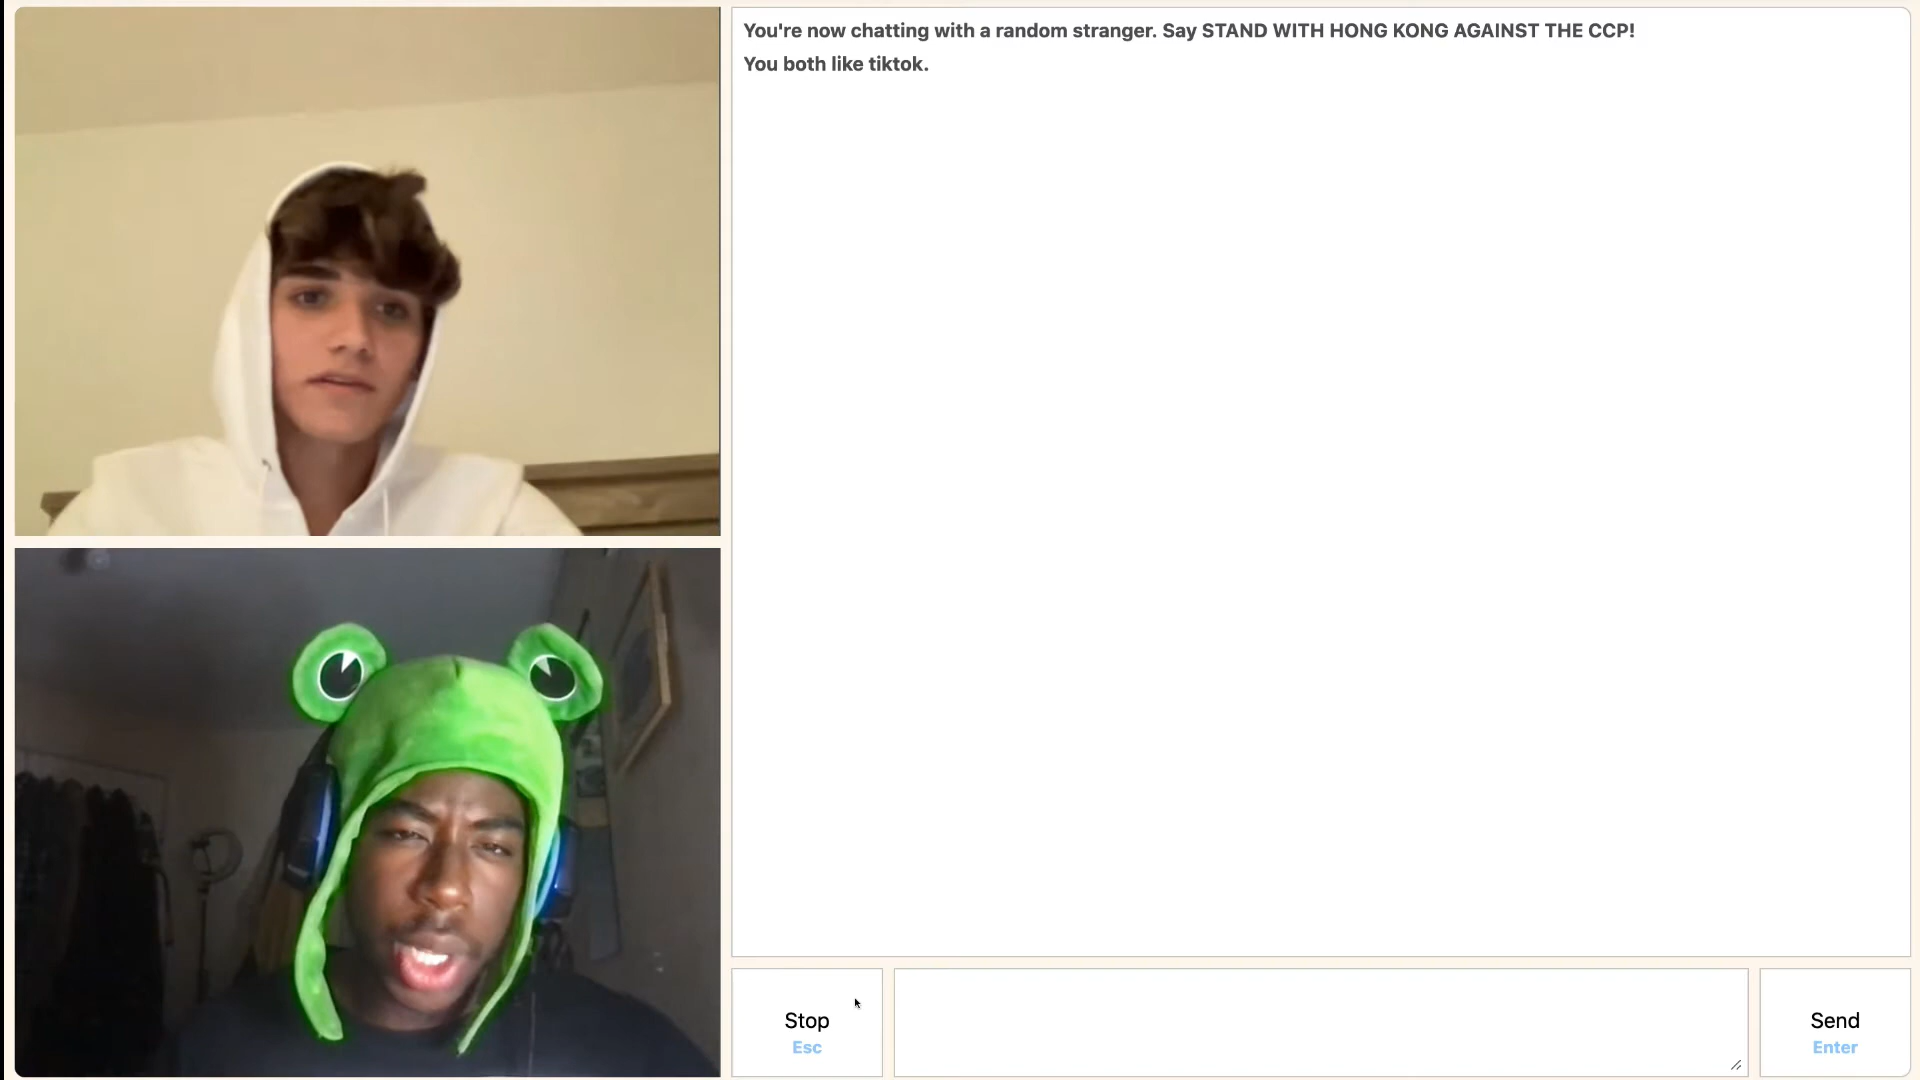 You're now chatting with a random stranger. Say STAND WITH HONG KONG AGAINST THE CCP!
You both like tiktok.
Stop
Esc
Send
Enter